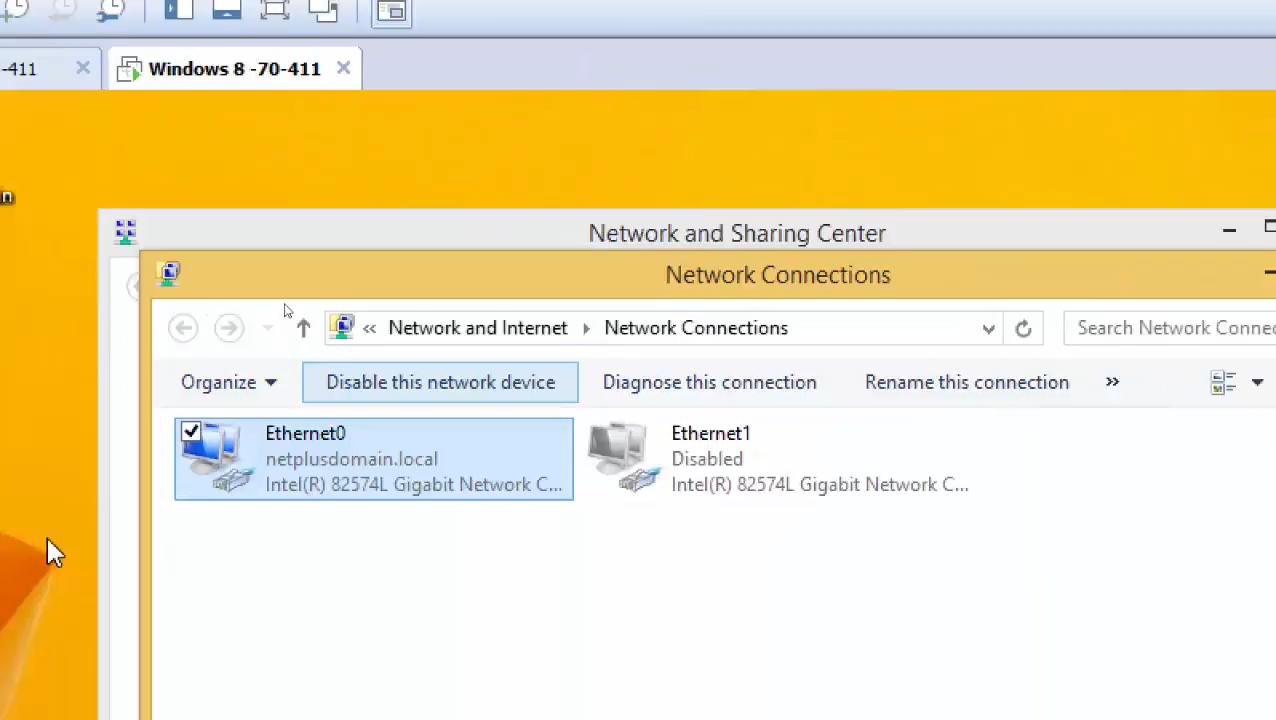 -411
Windows 8 -70-411
n
Network and Sharing Center
Network Connections
« Network and Internet Network Connections
Search Network Connec
Organize Disable this network device Diagnose this connection Rename this connection »
Ethernet0
netplusdomain.local
Intel(R) 82574L Gigabit Network C...
Ethernet1
Disabled
Intel(R) 82574L Gigabit Network C...